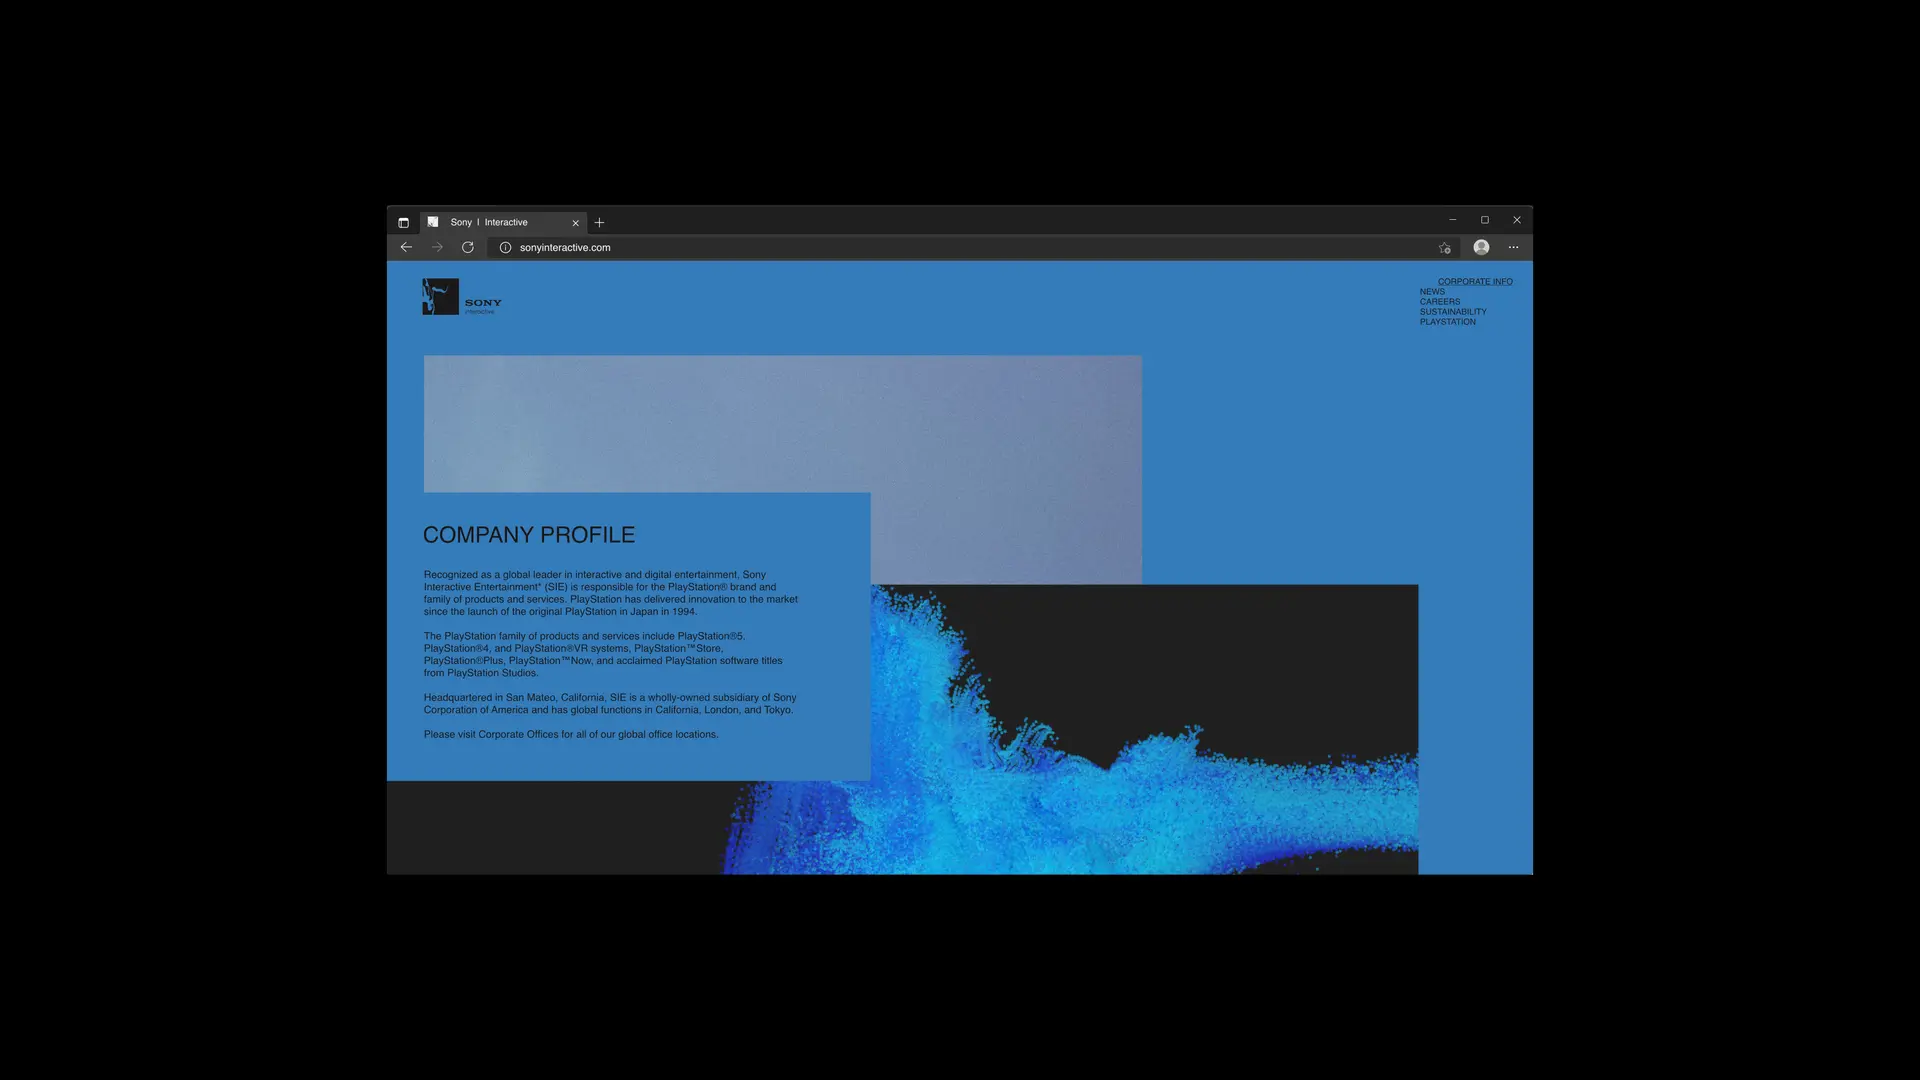 Sony | Interactive
sonyinteractive.com
SONY
interactive
CORPORATE INFO
NEWS
CAREERS
SUSTAINABILITY
PLAYSTATION
COMPANY PROFILE
Recognized as a global leader in interactive and digital entertainment, Sony
Interactive Entertainment* (SIE) is responsible for the PlayStation® brand and
family of products and services. PlayStation has delivered innovation to the market
since the launch of the original PlayStation in Japan in 1994.
The PlayStation family of products and services include PlayStation®5,
PlayStation®4, and PlayStation®VR systems, PlayStation™Store,
PlayStation®Plus, PlayStation™Now, and acclaimed PlayStation software titles
from PlayStation Studios.
Headquartered in San Mateo, California, SIE is a wholly-owned subsidiary of Sony
Corporation of America and has global functions in California, London, and Tokyo.
Please visit Corporate Offices for all of our global office locations.